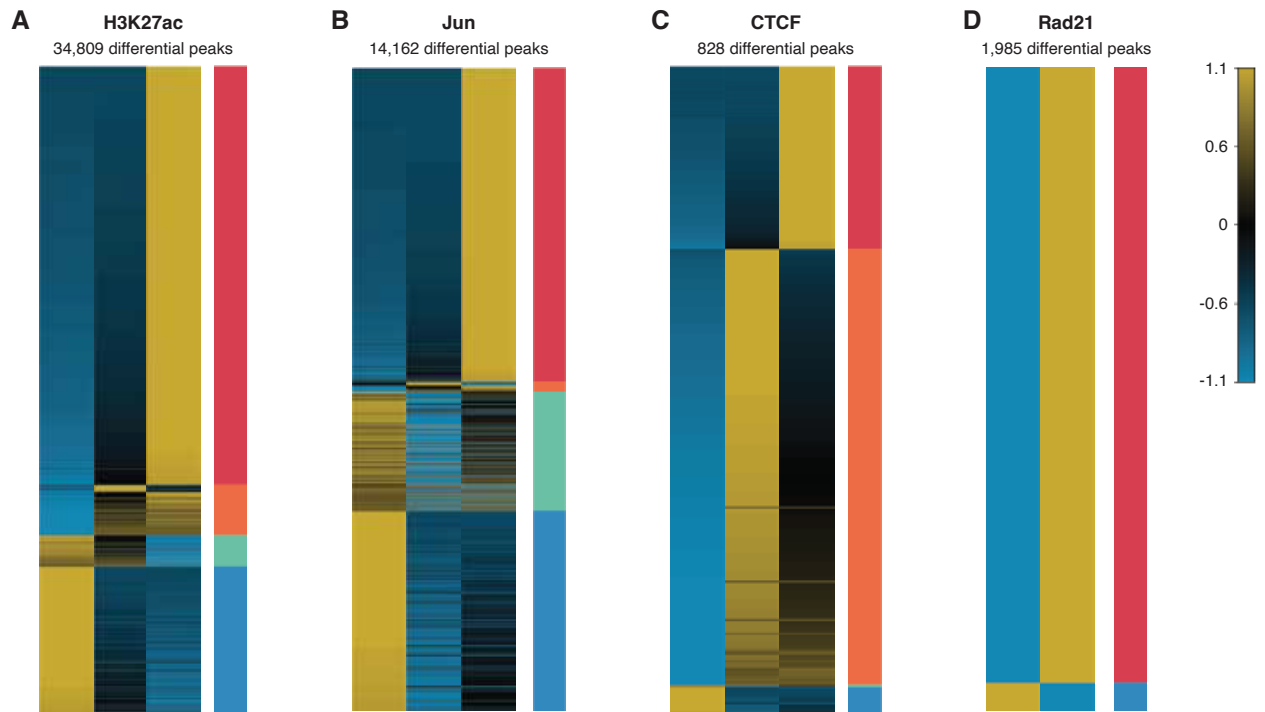 A H3K27ac
34,809 differential peaks
B Jun
14,162 differential peaks
C CTCF
828 differential peaks
D Rad21
1,985 differential peaks
1.1
0.6
0
-0.6
-1.1